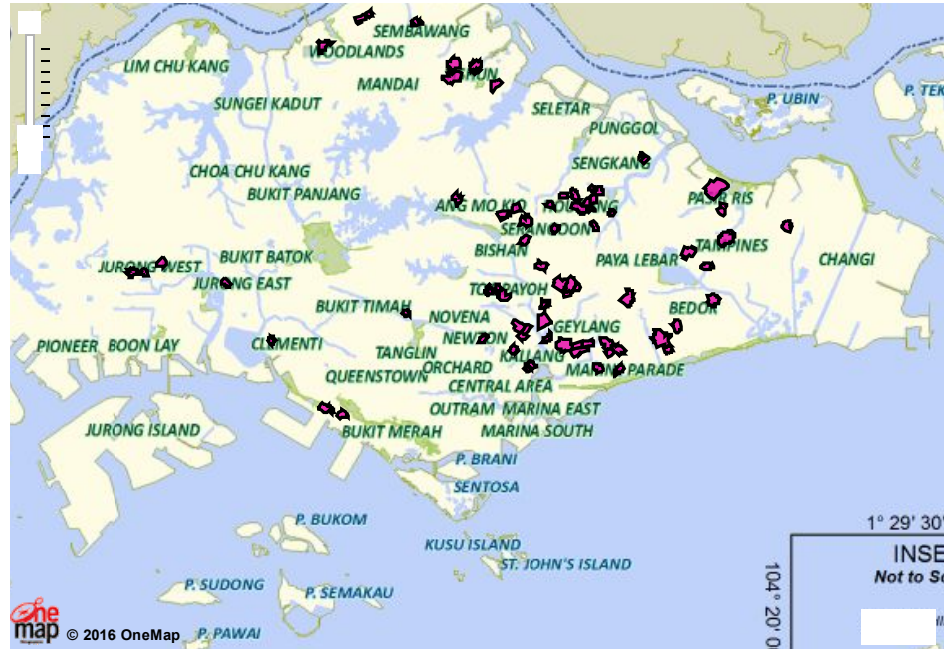 SEMBAWANG
WOODLANDS
LIM CHU KANG
MANDAI
SUNGEI KADUT
SELETAR
P. UBIN
P. TEK
PUNGGOL
SENGKANG
CHOA CHU KANG
BUKIT PANJANG
ANG MO KIO
PASIR RIS
SERANGOON
BISHAN
TAMPINES
PAYA LEBAR
CHANGI
BUKIT BATOK
JURONG WEST
JURONG EAST
TOA PAYOH
BUKIT TIMAH
NOVENA
BEDOK
GEYLANG
NEWTON
PIONEER
BOON LAY
CLEMENTI
TANGLIN
KALLANG
ORCHARD
MARINE PARADE
QUEENSTOWN
CENTRAL AREA
OUTRAM
MARINA EAST
JURONG ISLAND
BUKIT MERAH
MARINA SOUTH
P. BRANI
SENTOSA
P. BUKOM
KUSU ISLAND
ST. JOHN'S ISLAND
P. SUDONG
P. SEMAKAU
P. PAWAI
1° 29' 30'
INSE
Not to Sc
104° 20' 0
One
map © 2016 OneMap